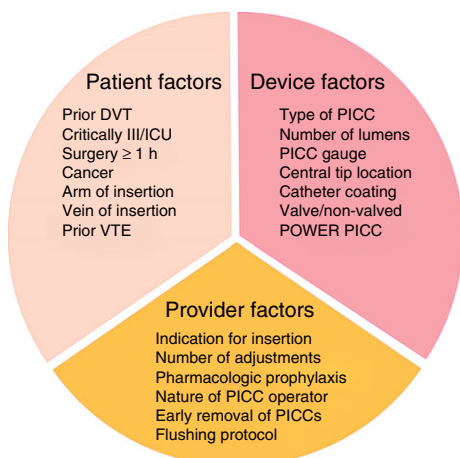 Patient factors
Prior DVT
Critically III/ICU
Surgery ≥ 1 h
Cancer
Arm of insertion
Vein of insertion
Prior VTE
Device factors
Type of PICC
Number of lumens
PICC gauge
Central tip location
Catheter coating
Valve/non-valved
POWER PICC
Provider factors
Indication for insertion
Number of adjustments
Pharmacologic prophylaxis
Nature of PICC operator
Early removal of PICCs
Flushing protocol